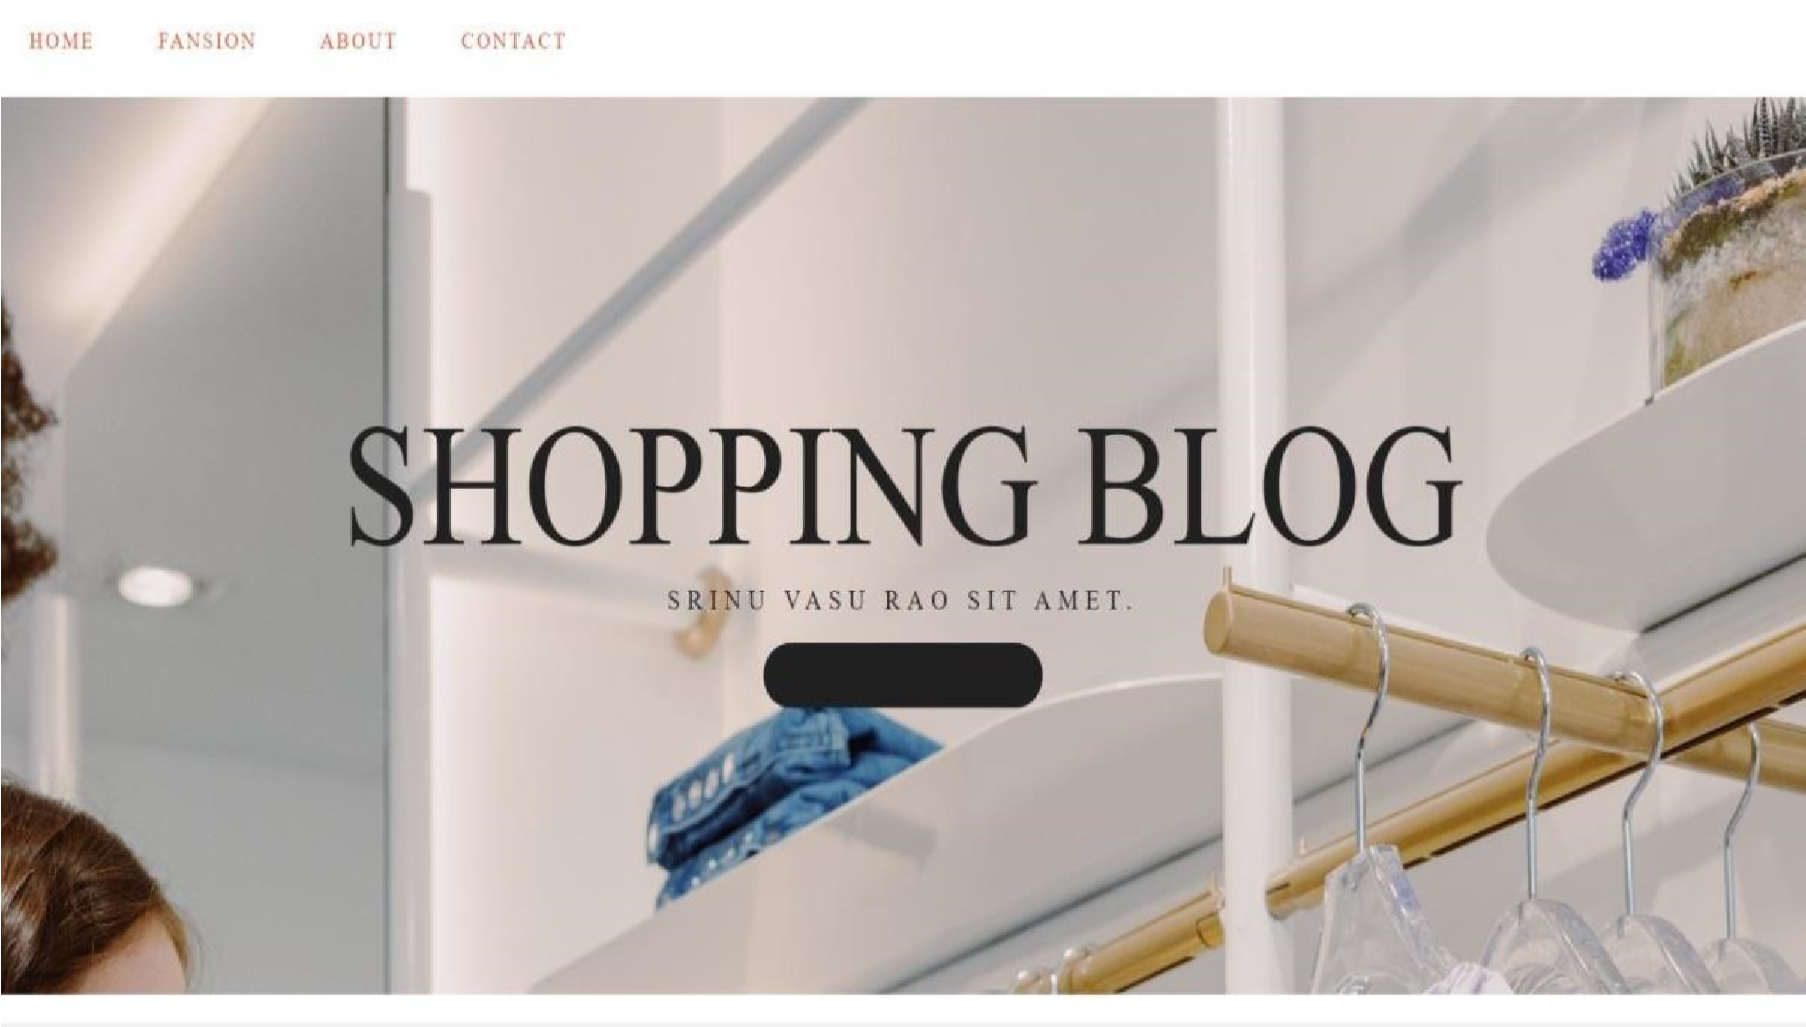 HOME FANSION ABOUT CONTACT
SHOPPING BLOG
SRINU VASU RAO SIT AMET.